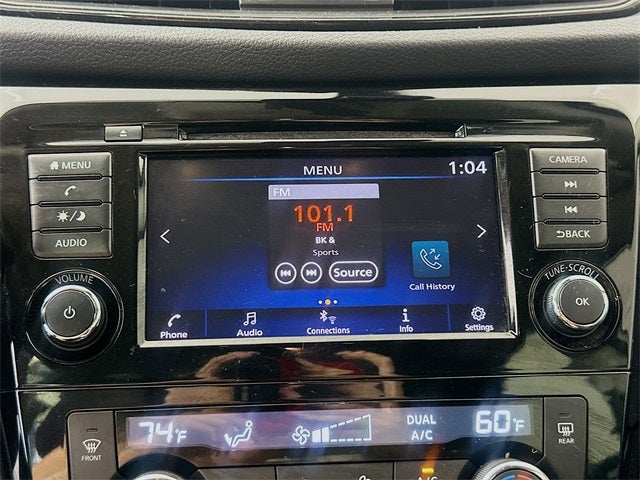 MENU
AUDIO
VOLUME
MENU 1:04
FM
101.1
FM
BK &
Sports
Source
Call History
Phone Audio Connections Info Settings
CAMERA
BACK
TUNE·SCROLL
OK
FRONT
74°F
DUAL
A/C
60°F
REAR
A/C